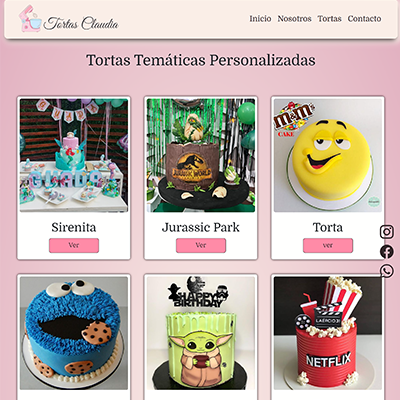 Tortas Claudia
Inicio Nosotros Tortas Contacto
Tortas Temáticas Personalizadas
JURASSIC WORLD
m&m's
CAKE
Sirenita
Jurassic Park
Torta
Ver
Ver
Ver
HAPPY
BIRTHDAY
NETFLIX